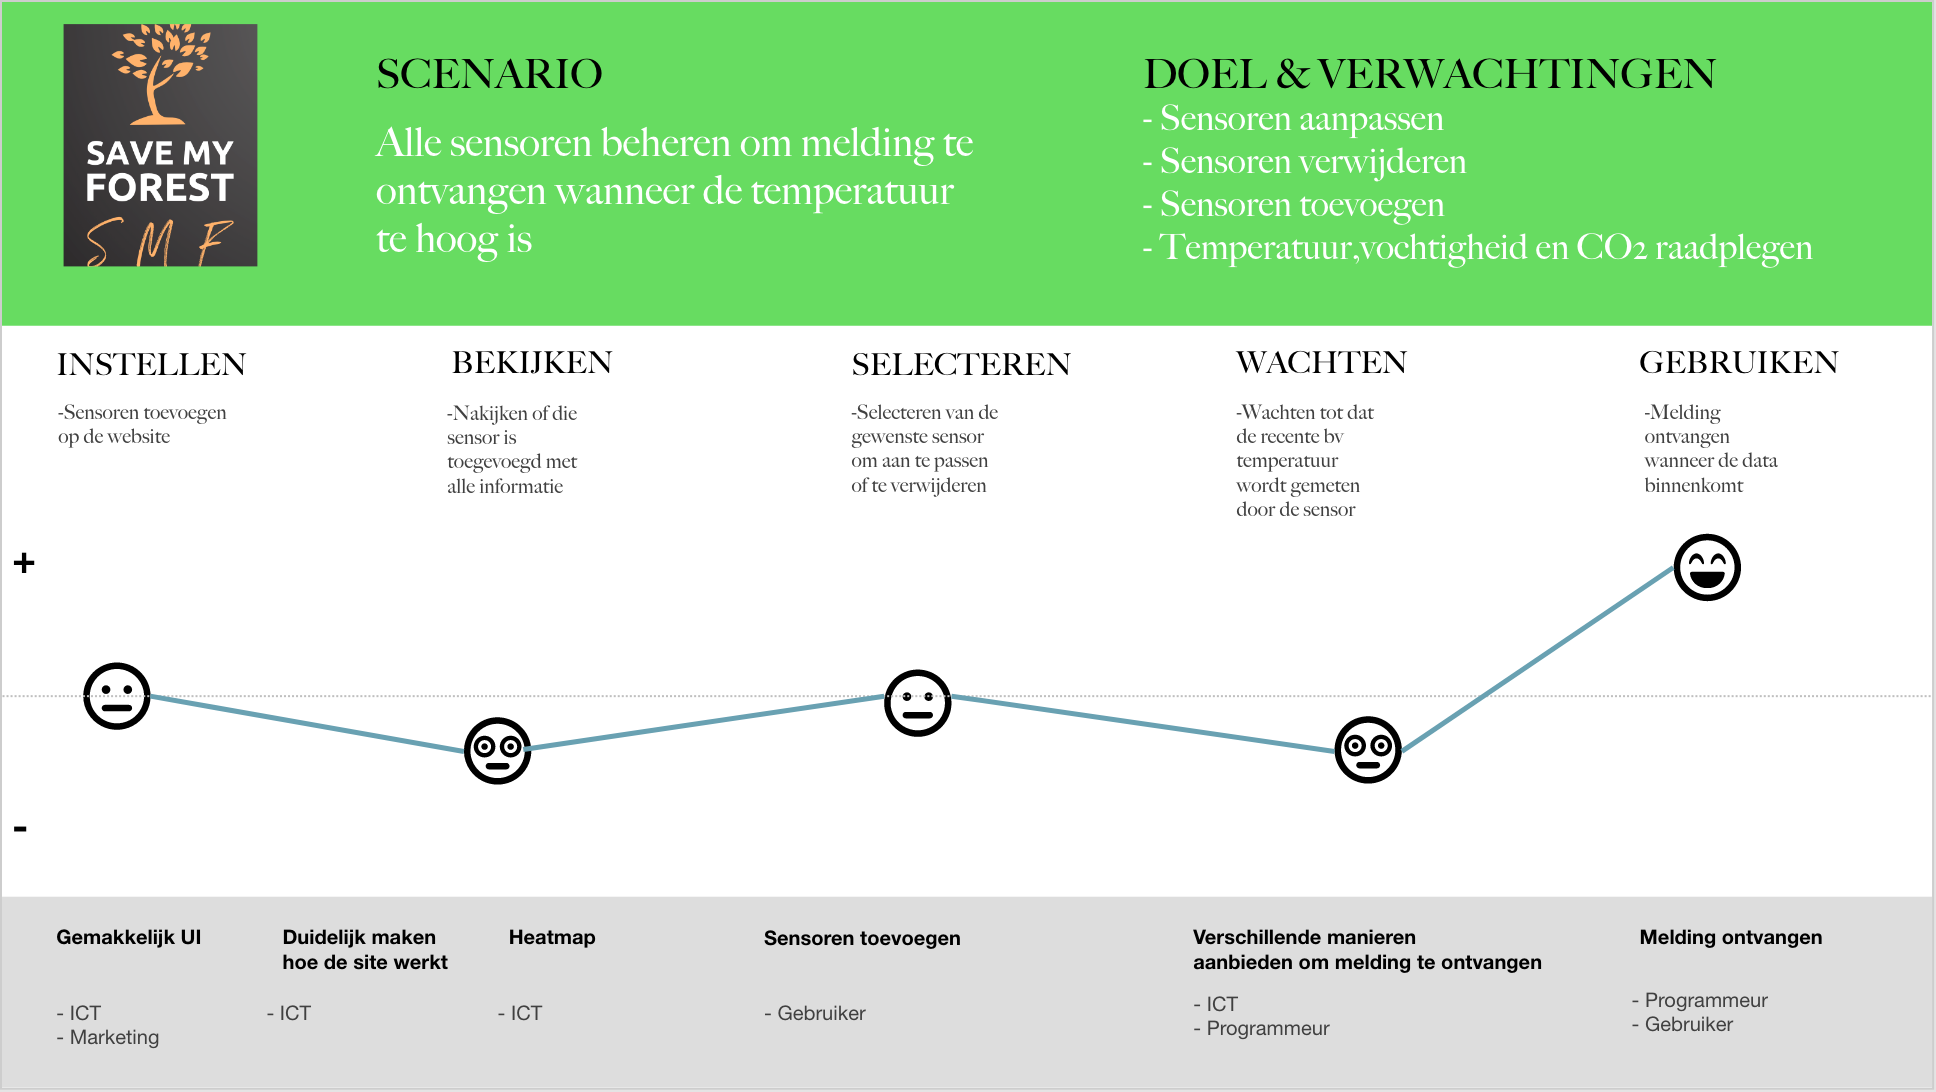 SAVE MY
FOREST
SMF
SCENARIO
Alle sensoren beheren om melding te
ontvangen wanneer de temperatuur
te hoog is
DOEL & VERWACHTINGEN
- Sensoren aanpassen
- Sensoren verwijderen
- Sensoren toevoegen
- Temperatuur,vochtigheid en CO2 raadplegen
INSTELLEN
-Sensoren toevoegen
op de website
BEKIJKEN
-Nakijken of die
sensor is
toegevoegd met
alle informatie
SELECTEREN
-Selecteren van de
gewenste sensor
om aan te passen
of te verwijderen
WACHTEN
-Wachten tot dat
de recente bv
temperatuur
wordt gemeten
door de sensor
GEBRUIKEN
-Melding
ontvangen
wanneer de data
binnenkomt
+
-
Gemakkelijk UI
- ICT
- Marketing
Duidelijk maken
hoe de site werkt
- ICT
Heatmap
- ICT
Sensoren toevoegen
- Gebruiker
Verschillende manieren
aanbieden om melding te ontvangen
- ICT
- Programmeur
Melding ontvangen
- Programmeur
- Gebruiker